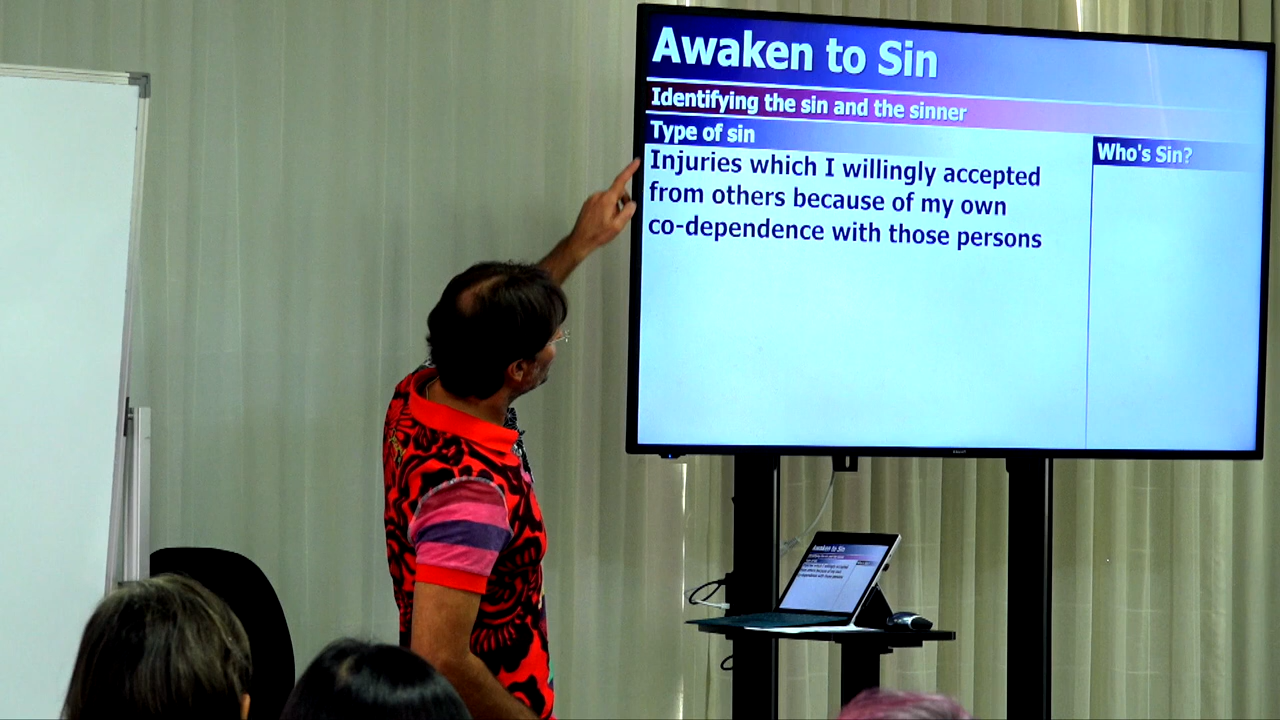 Awaken to Sin
Identifying the sin and the sinner
Type of sin
Who's Sin?
Injuries which I willingly accepted
from others because of my own
co-dependence with those persons
Awaken to Sin